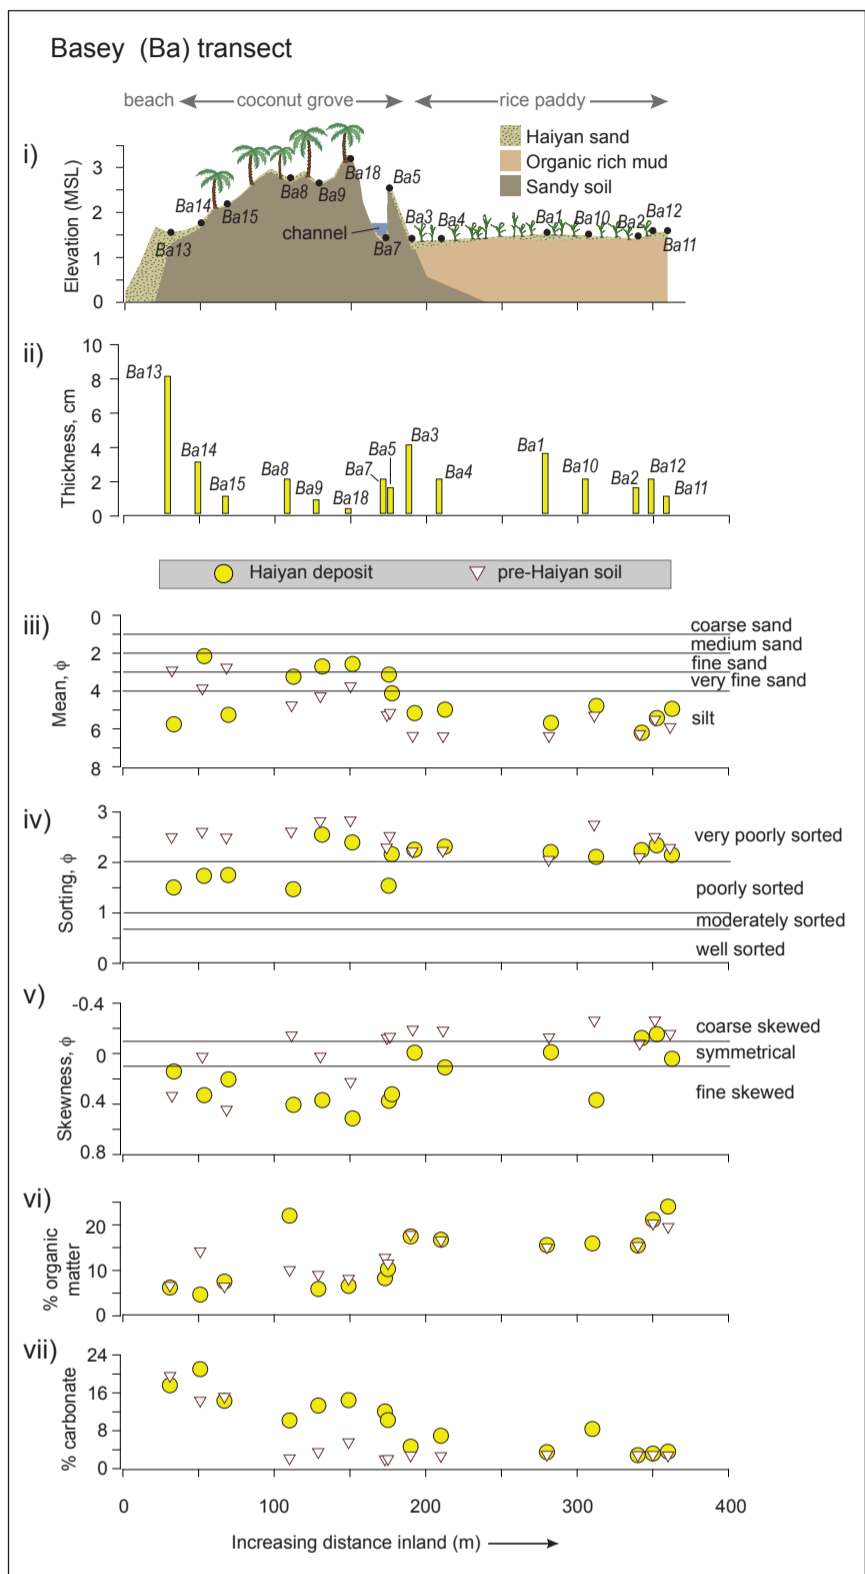 Basey (Ba) transect
beach coconut grove rice paddy
i)
Elevation (MSL)
3
2
1
0
Haiyan sand
Organic rich mud
Sandy soil
Ba13
Ba14
Ba15
Ba8
Ba9
Ba18
channel
Ba7
Ba5
Ba3
Ba4
Ba1
Ba10
Ba2
Ba12
Ba11
ii)
Thickness, cm
10
8
6
4
2
0
Ba13
Ba14
Ba15
Ba8
Ba9
Ba18
Ba7
Ba5
Ba3
Ba4
Ba1
Ba10
Ba2
Ba12
Ba11
Haiyan deposit pre-Haiyan soil
iii)
Mean, ϕ
0
2
4
6
8
coarse sand
medium sand
fine sand
very fine sand
silt
iv)
Sorting, ϕ
3
2
1
0
very poorly sorted
poorly sorted
moderately sorted
well sorted
v)
Skewness, ϕ
-0.4
0
0.4
0.8
coarse skewed
symmetrical
fine skewed
vi)
% organic
matter
20
10
0
vii)
% carbonate
24
16
8
0
0 100 200 300 400
Increasing distance inland (m)